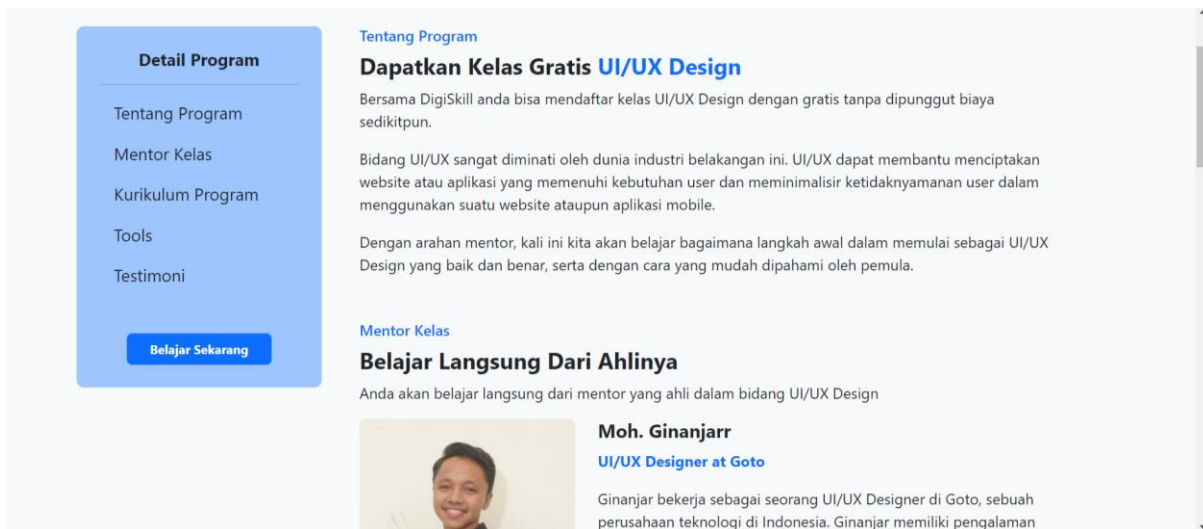 Detail Program
Tentang Program
Mentor Kelas
Kurikulum Program
Tools
Testimoni
Belajar Sekarang
Tentang Program
Dapatkan Kelas Gratis UI/UX Design
Bersama DigiSkill anda bisa mendaftar kelas UI/UX Design dengan gratis tanpa dipunggut biaya
sedikitpun.
Bidang UI/UX sangat diminati oleh dunia industri belakangan ini. UI/UX dapat membantu menciptakan
website atau aplikasi yang memenuhi kebutuhan user dan meminimalisir ketidaknyamanan user dalam
menggunakan suatu website ataupun aplikasi mobile.
Dengan arahan mentor, kali ini kita akan belajar bagaimana langkah awal dalam memulai sebagai UI/UX
Design yang baik dan benar, serta dengan cara yang mudah dipahami oleh pemula.
Mentor Kelas
Belajar Langsung Dari Ahlinya
Anda akan belajar langsung dari mentor yang ahli dalam bidang UI/UX Design
Moh. Ginanjarr
UI/UX Designer at Goto
Ginanjar bekerja sebagai seorang UI/UX Designer di Goto, sebuah
perusahaan teknologi di Indonesia. Ginanjar memiliki pengalaman